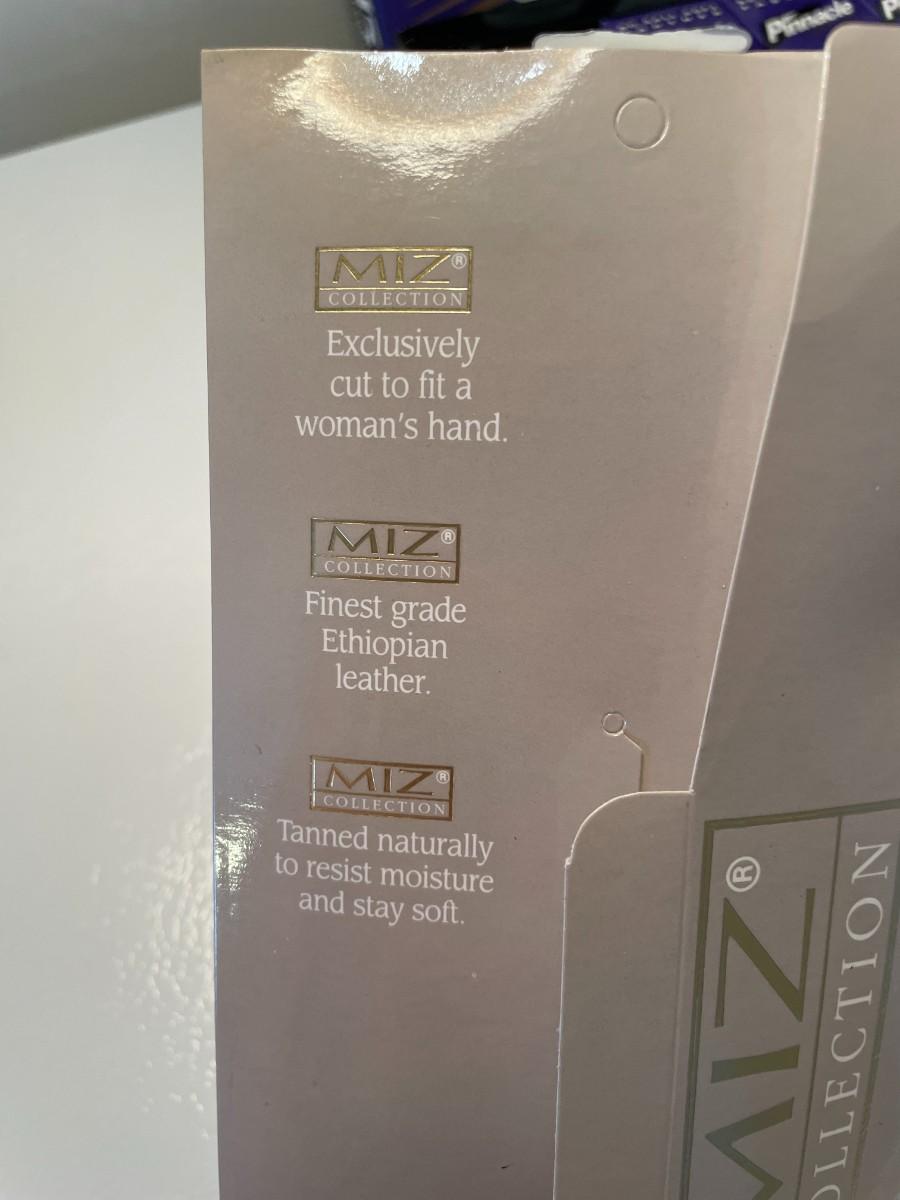 Pinnacle
MIZ®
COLLECTION
Exclusively
cut to fit a
woman's hand.
MIZ®
COLLECTION
Finest grade
Ethiopian
leather.
MIZ®
COLLECTION
Tanned naturally
to resist moisture
and stay soft.
MIZ®
OLLECTION